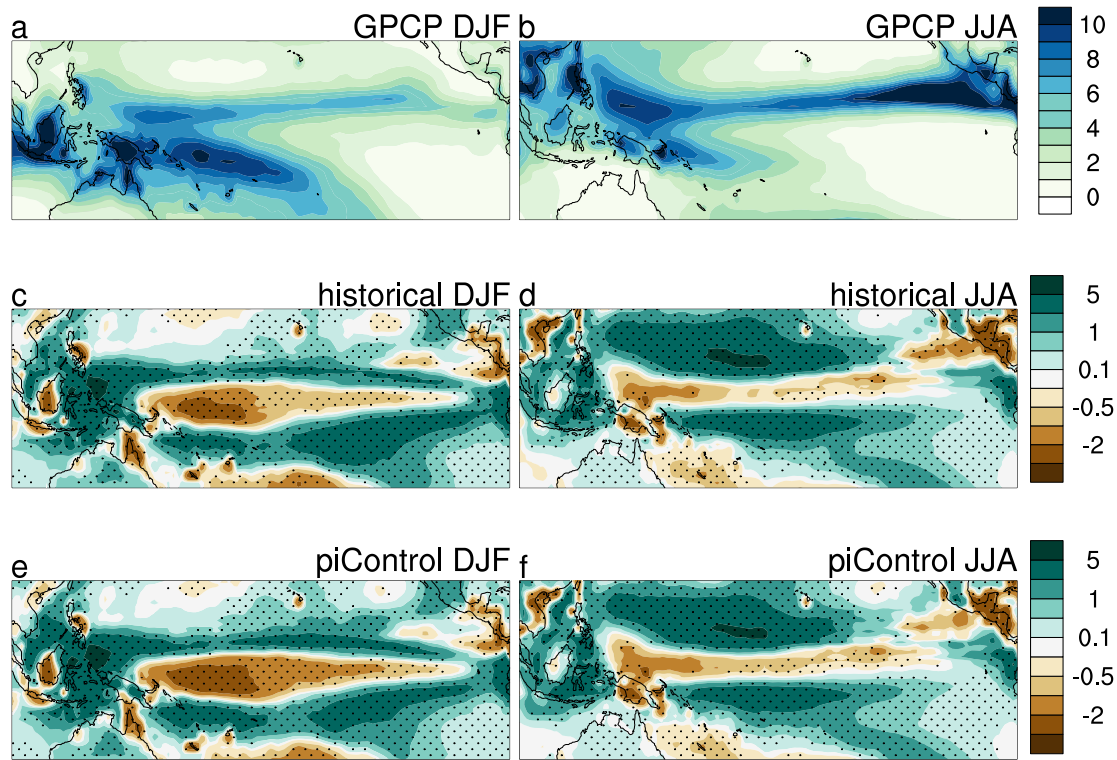 a GPCP DJF
b GPCP JJA
10
8
6
4
2
0
c historical DJF
d historical JJA
5
1
0.1
-0.5
-2
e piControl DJF
f piControl JJA
5
1
0.1
-0.5
-2